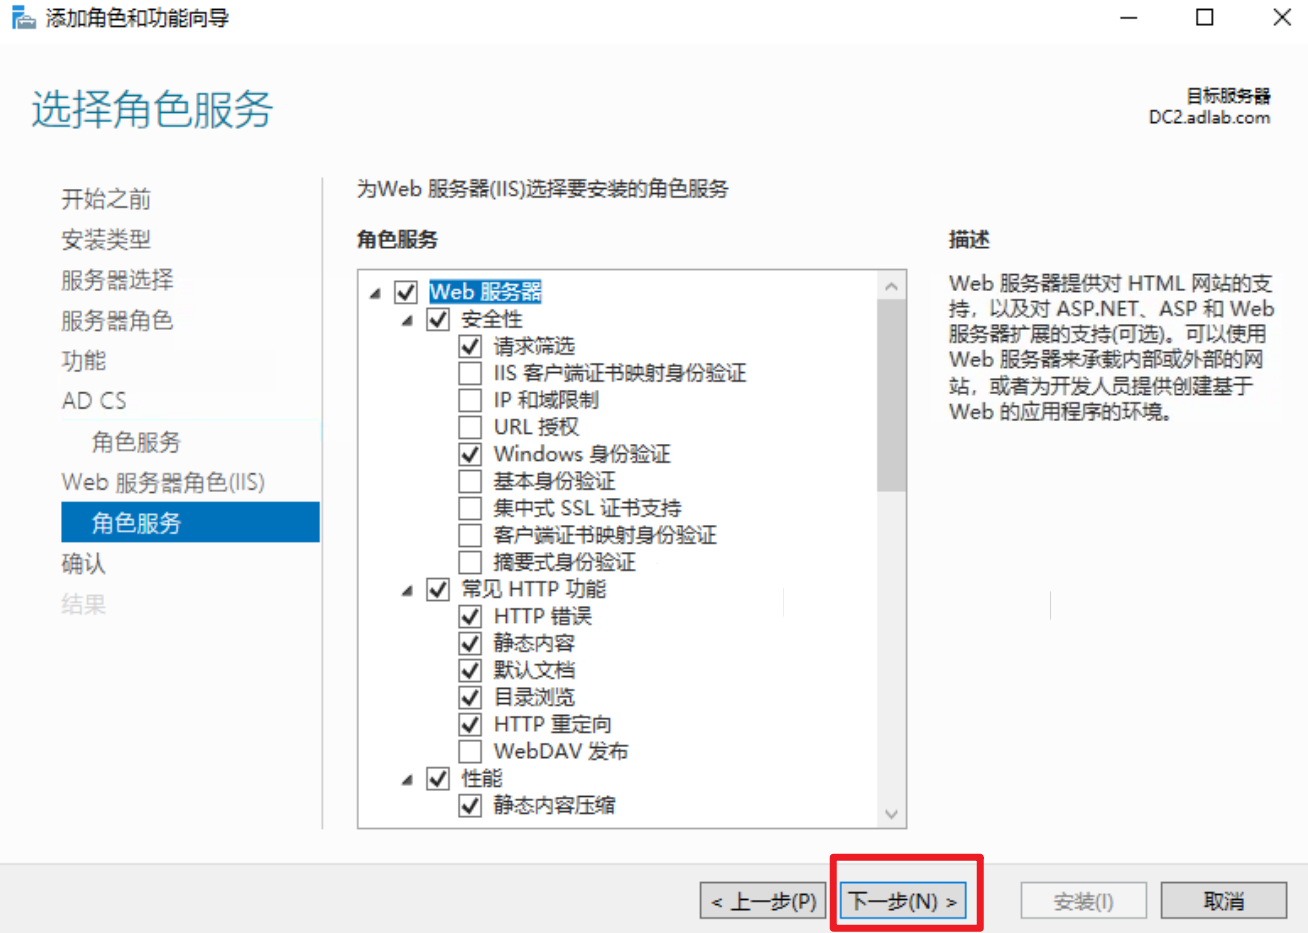 添加角色和功能向导
选择角色服务
目标服务器
DC2.adlab.com
开始之前
安装类型
服务器选择
服务器角色
功能
AD CS
角色服务
Web 服务器角色(IIS)
角色服务
确认
结果
为Web 服务器(IIS)选择要安装的角色服务
角色服务
Web 服务器
安全性
请求筛选
IIS 客户端证书映射身份验证
IP 和域限制
URL 授权
Windows 身份验证
基本身份验证
集中式 SSL 证书支持
客户端证书映射身份验证
摘要式身份验证
常见 HTTP 功能
HTTP 错误
静态内容
默认文档
目录浏览
HTTP 重定向
WebDAV 发布
性能
静态内容压缩
描述
Web 服务器提供对 HTML 网站的支
持，以及对 ASP.NET、ASP 和 Web
服务器扩展的支持(可选)。可以使用
Web 服务器来承载内部或外部的网
站，或者为开发人员提供创建基于
Web 的应用程序的环境。
< 上一步(P)
下一步(N) >
安装(I)
取消